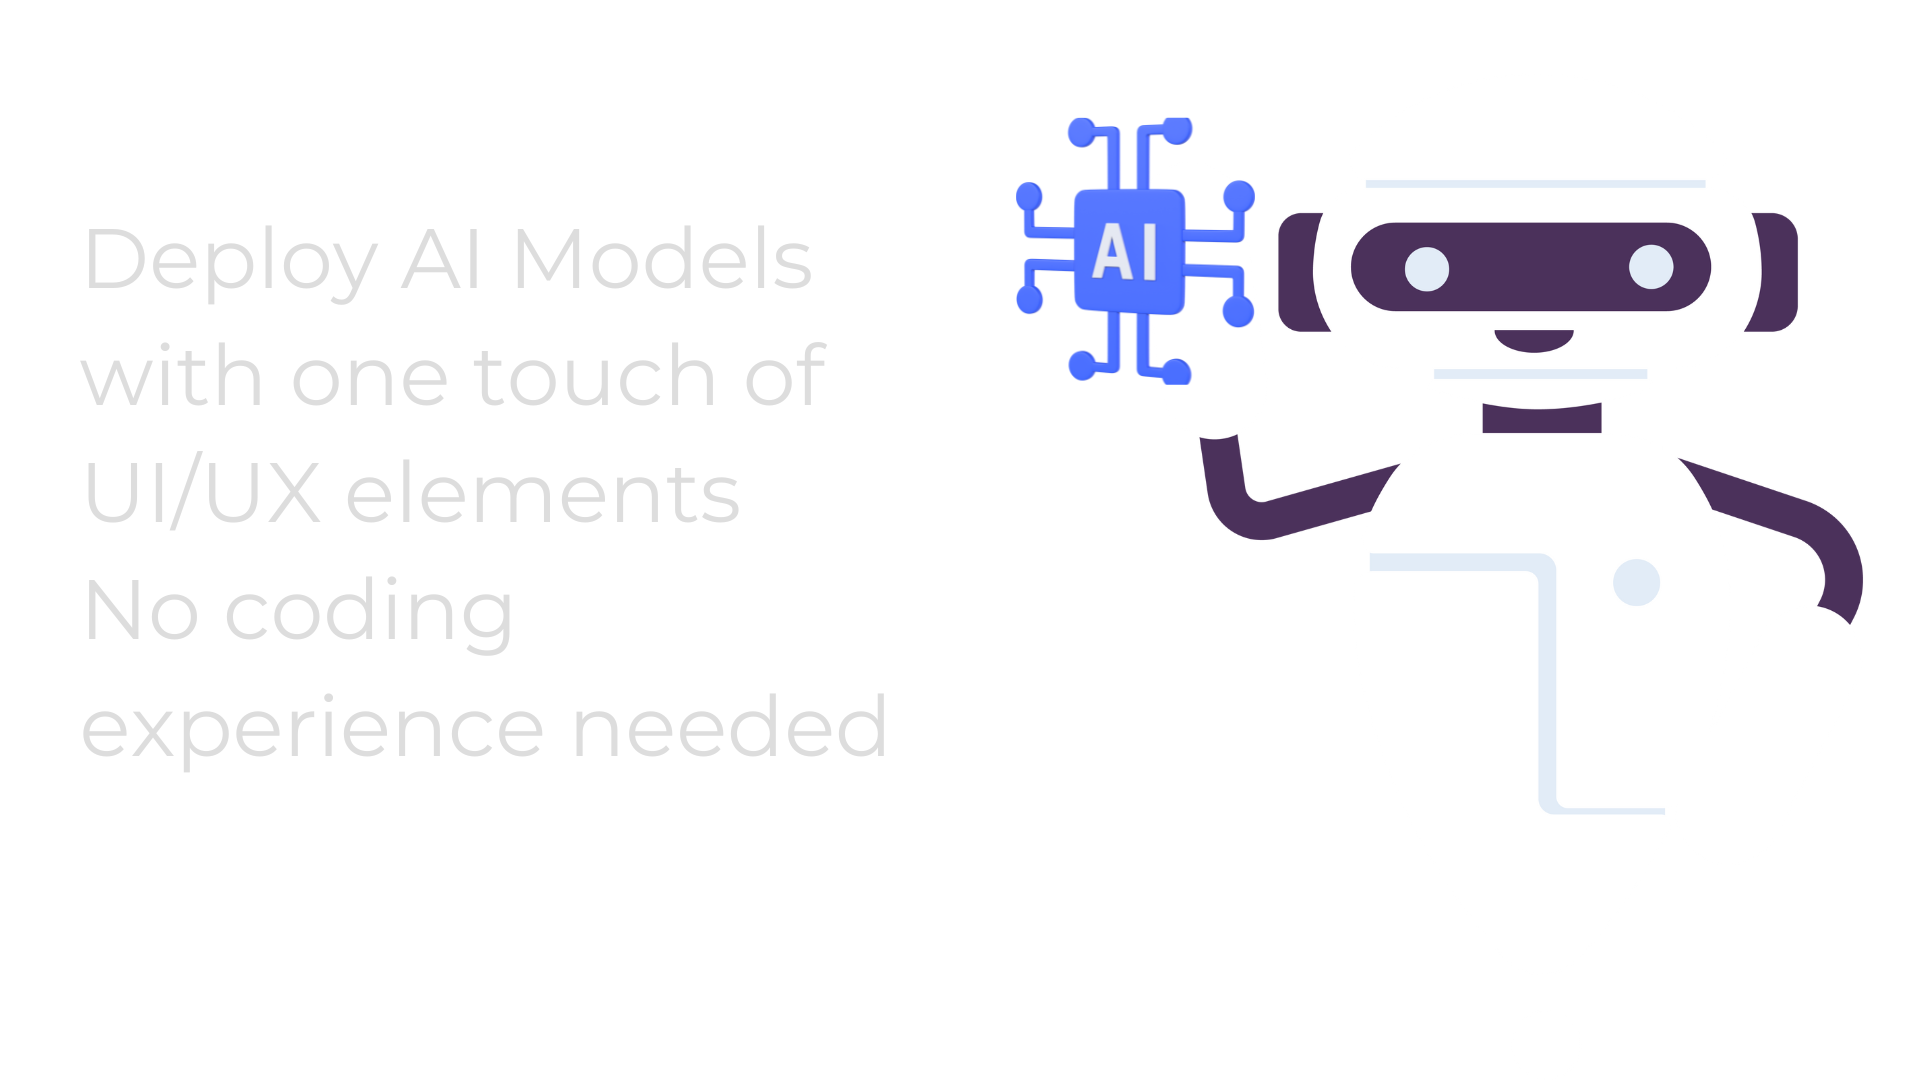 Deploy AI Models
with one touch of
UI/UX elements
No coding
experience needed
AI